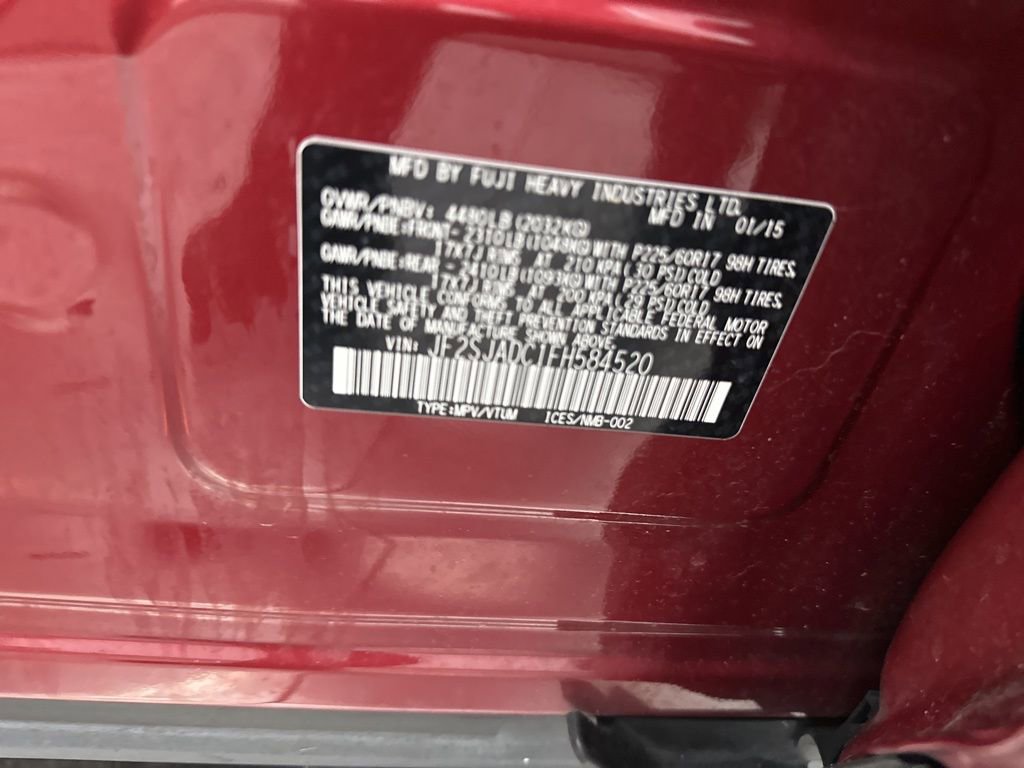 MFD BY FUJI HEAVY INDUSTRIES LTD.
MFD IN 01/15
GVWR/PNBV: 4480LB (2032KG)
GAWR/PNBE:FRONT- 2310LB (1048KG) WITH P225/60R17 98H TIRES,
17X7J RIMS AT 210 KPA (30 PSI) COLD
GAWR/PNBE:REAR- 2410LB (1093KG) WITH P225/60R17 98H TIRES,
17X7J RIMS AT 200 KPA (29 PSI) COLD
THIS VEHICLE CONFORMS TO ALL APPLICABLE FEDERAL MOTOR
VEHICLE SAFETY AND THEFT PREVENTION STANDARDS IN EFFECT ON
THE DATE OF MANUFACTURE SHOWN ABOVE.
VIN: JF2SJADC1FH584520
TYPE:MPV/VTUM ICES/NMB-002